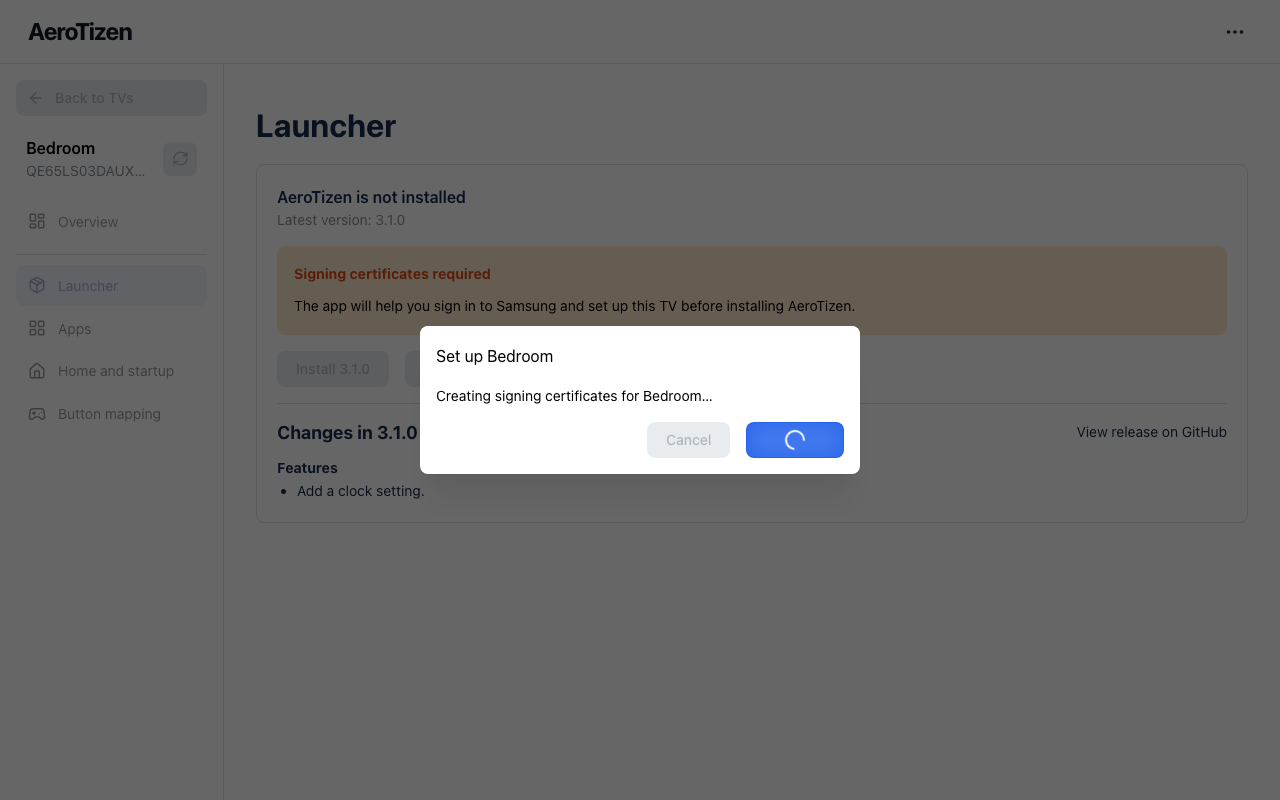 AeroTizen
Back to TVs
Bedroom
QE65LS03DAUX...
Overview
Launcher
Apps
Home and startup
Button mapping
Launcher
AeroTizen is not installed
Latest version: 3.1.0
Signing certificates required
The app will help you sign in to Samsung and set up this TV before installing AeroTizen.
Install 3.1.0
Set up Bedroom
Creating signing certificates for Bedroom...
Cancel
Changes in 3.1.0
View release on GitHub
Features
• Add a clock setting.